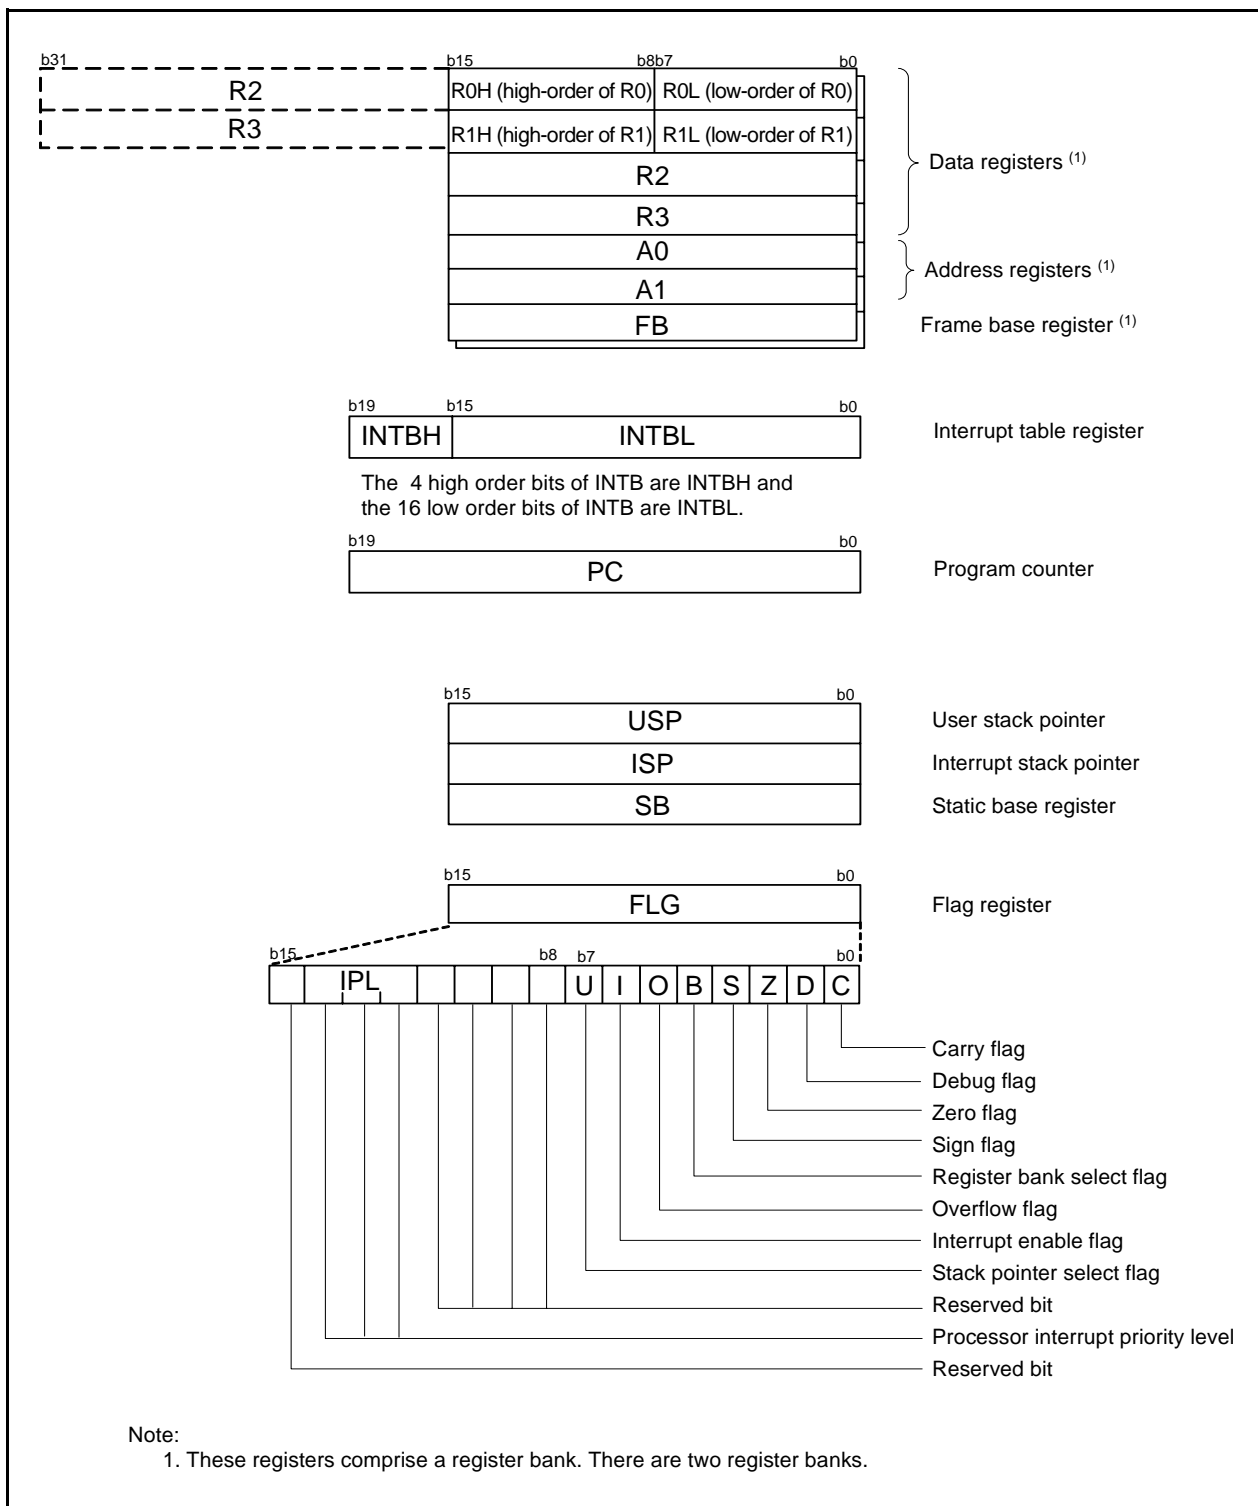 b31 b15 b8b7 b0
R2 R0H (high-order of R0) R0L (low-order of R0)
R3 R1H (high-order of R1) R1L (low-order of R1)
Data registers (1)
R2
R3
A0
Address registers (1)
A1
FB Frame base register (1)
b19 b15 b0
INTBH INTBL Interrupt table register
The 4 high order bits of INTB are INTBH and
the 16 low order bits of INTB are INTBL.
b19 b0
PC Program counter
b15 b0
USP User stack pointer
ISP Interrupt stack pointer
SB Static base register
b15 b0
FLG Flag register
b15 b8 b7 b0
IPL U I O B S Z D C
Carry flag
Debug flag
Zero flag
Sign flag
Register bank select flag
Overflow flag
Interrupt enable flag
Stack pointer select flag
Reserved bit
Processor interrupt priority level
Reserved bit
Note:
1. These registers comprise a register bank. There are two register banks.